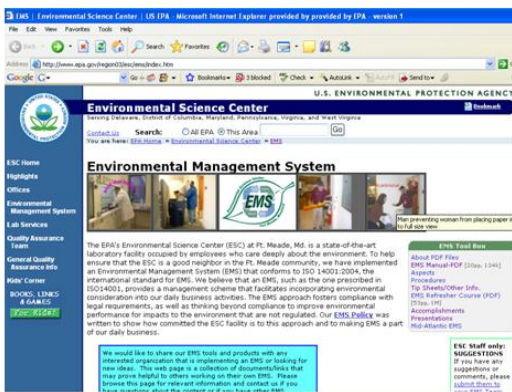 EMS | Environmental Science Center | US EPA - Microsoft Internet Explorer provided by provided by EPA - version 1
File Edit View Favorites Tools Help
Back Search Favorites
Address http://www.epa.gov/region03/esc/ems/index.htm
Google Go Bookmarks 3 blocked Check AutoLink Send to
U.S. ENVIRONMENTAL PROTECTION AGENCY
Environmental Science Center
Bookmark
Serving Delaware, District of Columbia, Maryland, Pennsylvania, Virginia, and West Virginia
Contact Us Search: All EPA This Area Go
You are here: EPA Home Environmental Science Center EMS
ESC Home
Highlights
Offices
Environmental
Management System
Lab Services
Quality Assurance
Team
General Quality
Assurance Info
Kids' Corner
BOOKS, LINKS
& GAMES
For Kids!
Environmental Management System
EMS
Man preventing woman from placing paper in
to full size view
The EPA's Environmental Science Center (ESC) at Ft. Meade, Md. is a state-of-the-art
laboratory facility occupied by employees who care deeply about the environment. To help
ensure that the ESC is a good neighbor in the Ft. Meade community, we have implemented
an Environmental Management System (EMS) that conforms to ISO 14001:2004, the
international standard for EMS. We believe that an EMS, such as the one prescribed in
ISO14001, provides a management scheme that facilitates incorporating environmental
consideration into our daily business activities. The EMS approach fosters compliance with
legal requirements, as well as thinking beyond compliance to improve environmental
performance for impacts to the environment that are not regulated. Our EMS Policy was
written to show how committed the ESC facility is to this approach and to making EMS a part
of our daily business.
EMS Tool Box
About PDF Files
EMS Manual-PDF
Aspects
Procedures
Tip Sheets/Other Info.
EMS Refresher Course (PDF)
Accomplishments
Presentations
Mid-Atlantic EMS
We would like to share our EMS tools and products with any
interested organization that is implementing an EMS or looking for
new ideas. This web page is a collection of documents/links that
may prove helpful to others working on their own EMS. Please
browse this page for relevant information and contact us if you
have questions about the content or if you have other EMS
ESC Staff only:
SUGGESTIONS
If you have any
suggestions or
comments, please
submit them to
your EMS Team